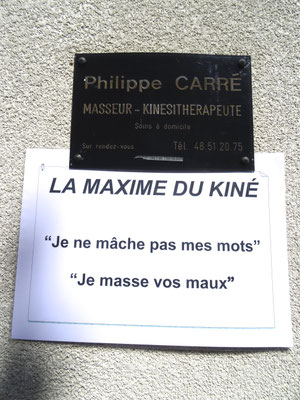 Philippe CARRÉ
MASSEUR - KINESITHERAPEUTE
Soins à domicile
Sur rendez-vous Tél. 48.51.20.75
LA MAXIME DU KINÉ
“Je ne mâche pas mes mots”
“Je masse vos maux”